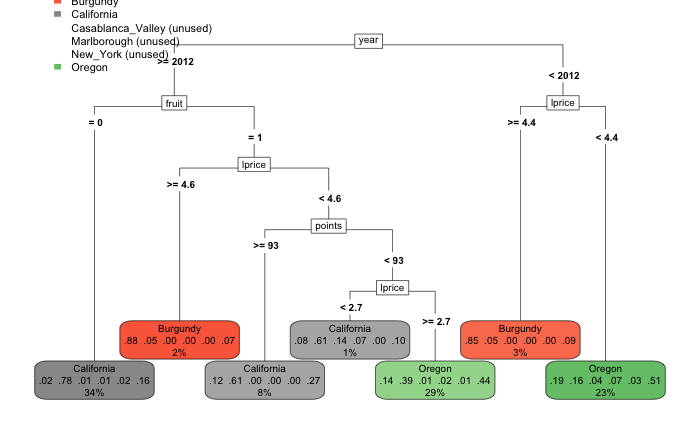 Burgundy
California
Casablanca_Valley (unused)
Marlborough (unused)
New_York (unused)
Oregon
year
>= 2012
< 2012
fruit
lprice
= 0
>= 4.4
= 1
< 4.4
lprice
>= 4.6
< 4.6
points
>= 93
< 93
lprice
< 2.7
>= 2.7
Burgundy
.88 .05 .00 .00 .00 .07
2%
California
.08 .61 .14 .07 .00 .10
1%
Burgundy
.85 .05 .00 .00 .00 .09
3%
California
.02 .78 .01 .01 .02 .16
34%
California
.12 .61 .00 .00 .00 .27
8%
Oregon
.14 .39 .01 .02 .01 .44
29%
Oregon
.19 .16 .04 .07 .03 .51
23%